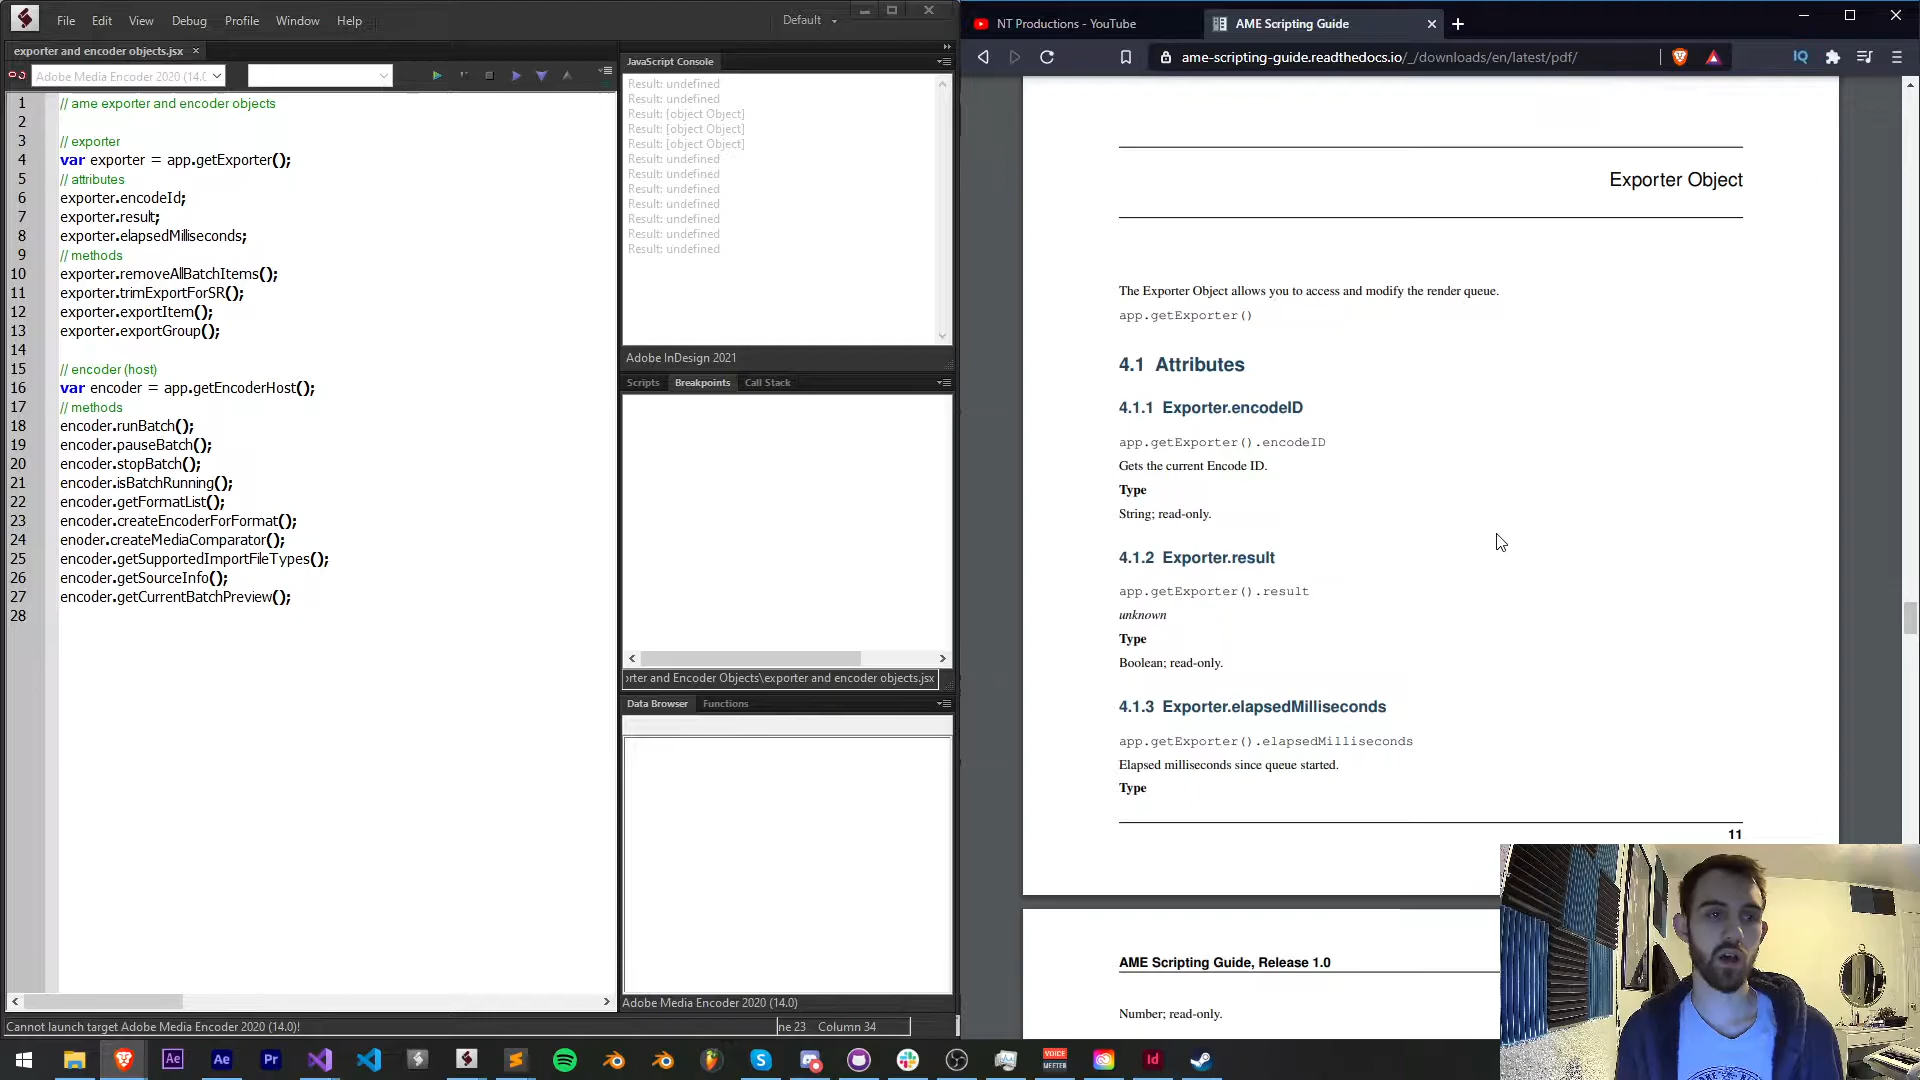 File Edit View Debug Profile Window Help
Default
exporter and encoder objects.jsx
Adobe Media Encoder 2020 (14.0
1 // ame exporter and encoder objects
2
3 // exporter
4 var exporter = app.getExporter();
5 // attributes
6 exporter.encodeId;
7 exporter.result;
8 exporter.elapsedMilliseconds;
9 // methods
10 exporter.removeAllBatchItems();
11 exporter.trimExportForSR();
12 exporter.exportItem();
13 exporter.exportGroup();
14
15 // encoder (host)
16 var encoder = app.getEncoderHost();
17 // methods
18 encoder.runBatch();
19 encoder.pauseBatch();
20 encoder.stopBatch();
21 encoder.isBatchRunning();
22 encoder.getFormatList();
23 encoder.createEncoderForFormat();
24 enoder.createMediaComparator();
25 encoder.getSupportedImportFileTypes();
26 encoder.getSourceInfo();
27 encoder.getCurrentBatchPreview();
28
Cannot launch target Adobe Media Encoder 2020 (14.0)!
ne 23 Column 34
JavaScript Console
Result: undefined
Result: undefined
Result: [object Object]
Result: [object Object]
Result: [object Object]
Result: undefined
Result: undefined
Result: undefined
Result: undefined
Result: undefined
Result: undefined
Result: undefined
Adobe InDesign 2021
Scripts Breakpoints Call Stack
rter and Encoder Objects\exporter and encoder objects.jsx
Data Browser Functions
Adobe Media Encoder 2020 (14.0)
NT Productions - YouTube
AME Scripting Guide
ame-scripting-guide.readthedocs.io/_/downloads/en/latest/pdf/
IQ
Exporter Object
The Exporter Object allows you to access and modify the render queue.
app.getExporter()
4.1 Attributes
4.1.1 Exporter.encodeID
app.getExporter().encodeID
Gets the current Encode ID.
Type
String; read-only.
4.1.2 Exporter.result
app.getExporter().result
unknown
Type
Boolean; read-only.
4.1.3 Exporter.elapsedMilliseconds
app.getExporter().elapsedMilliseconds
Elapsed milliseconds since queue started.
Type
11
AME Scripting Guide, Release 1.0
Number; read-only.
Ae Ae Pr VOICE MEETER Id